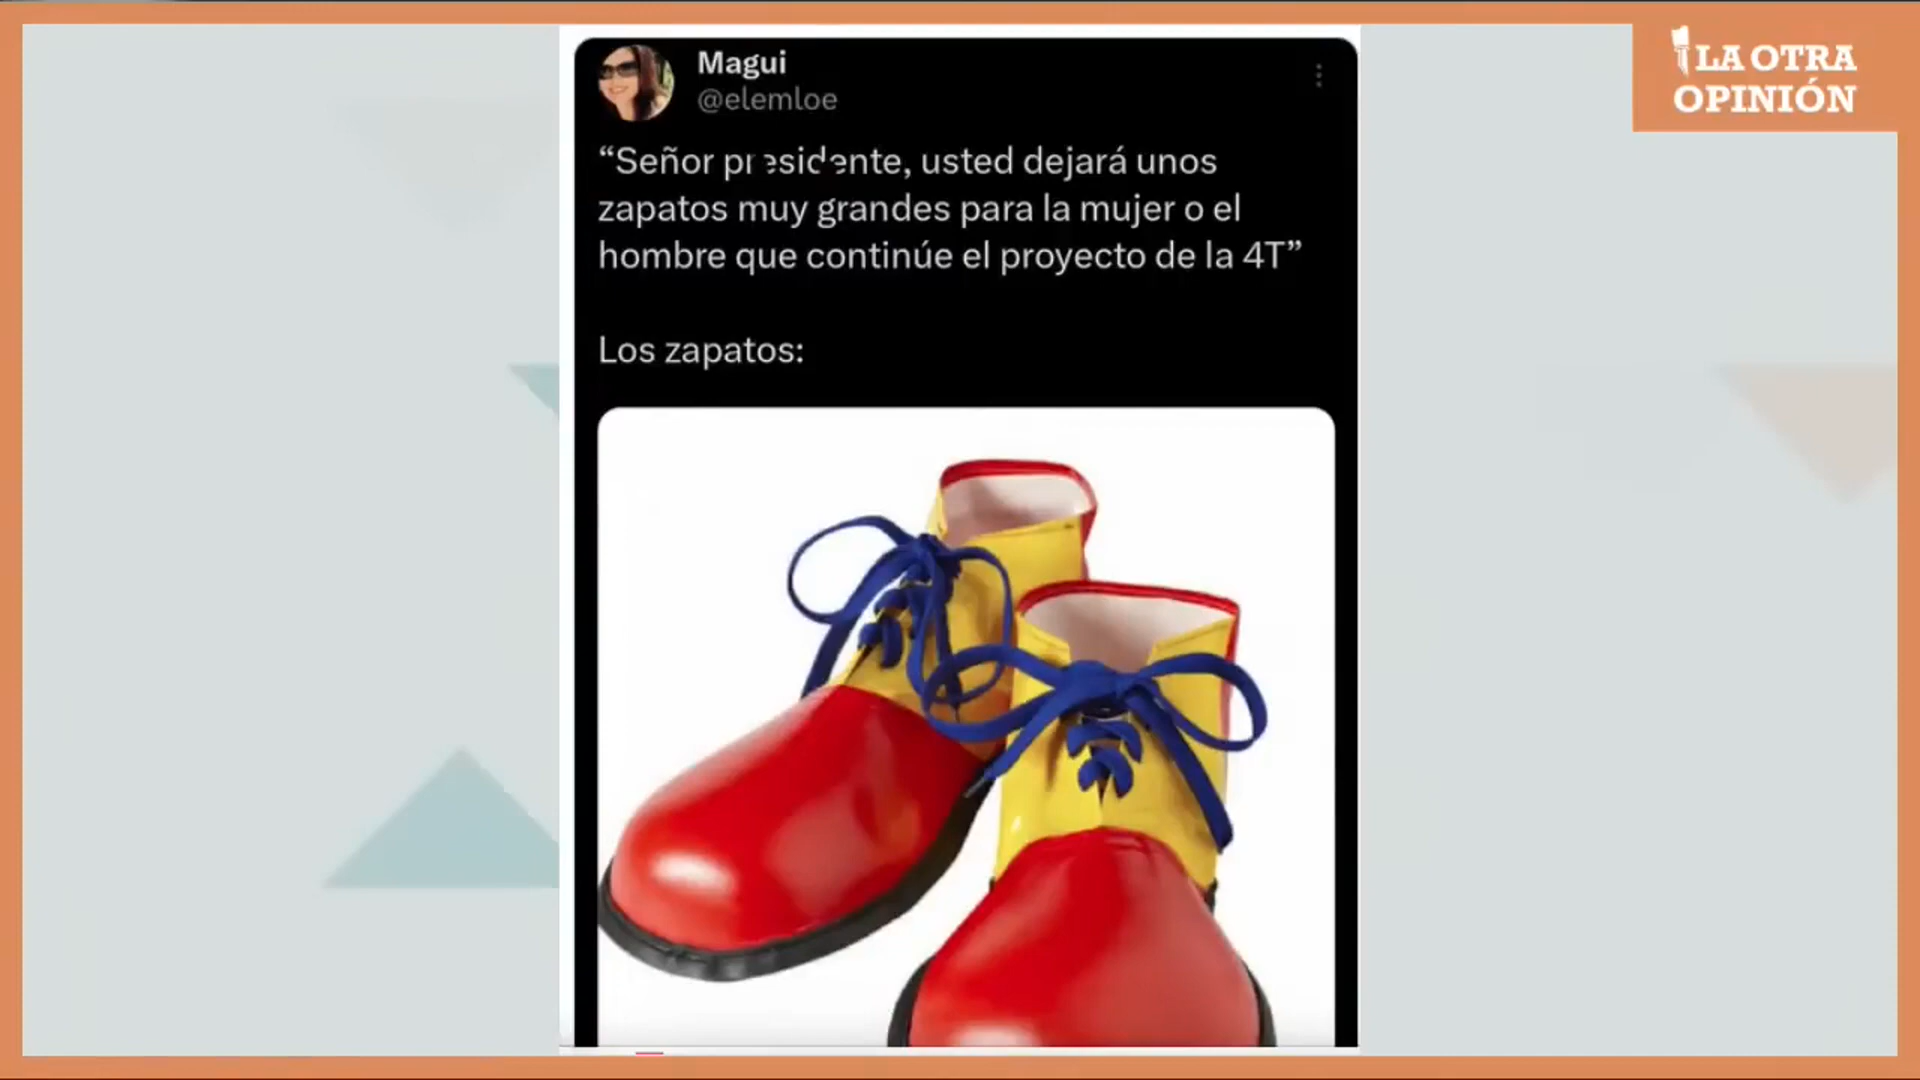 Magui
@elemloe
“Señor presidente, usted dejará unos
zapatos muy grandes para la mujer o el
hombre que continúe el proyecto de la 4T”
Los zapatos:
LA OTRA
OPINIÓN